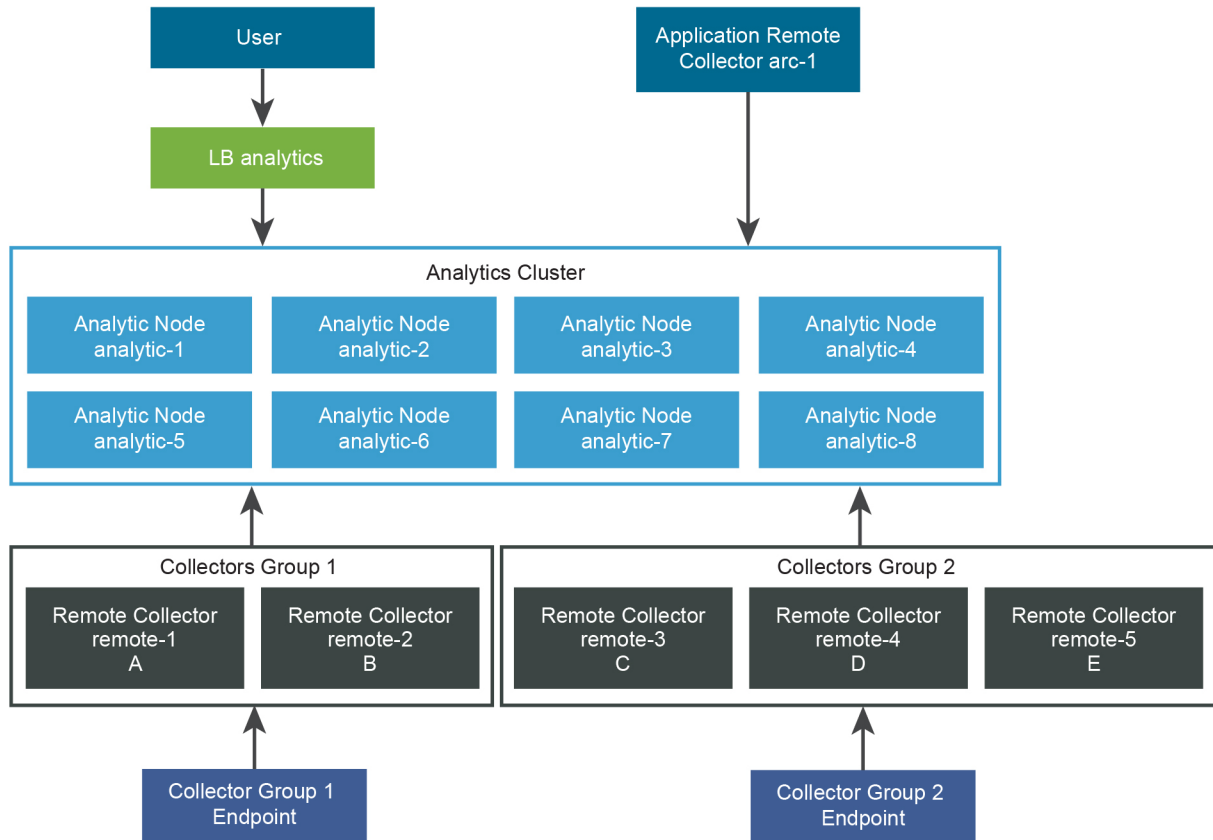 User
Application Remote
Collector arc-1
LB analytics
Analytics Cluster
Analytic Node
analytic-1
Analytic Node
analytic-2
Analytic Node
analytic-3
Analytic Node
analytic-4
Analytic Node
analytic-5
Analytic Node
analytic-6
Analytic Node
analytic-7
Analytic Node
analytic-8
Collectors Group 1
Remote Collector
remote-1
A
Remote Collector
remote-2
B
Collectors Group 2
Remote Collector
remote-3
C
Remote Collector
remote-4
D
Remote Collector
remote-5
E
Collector Group 1
Endpoint
Collector Group 2
Endpoint